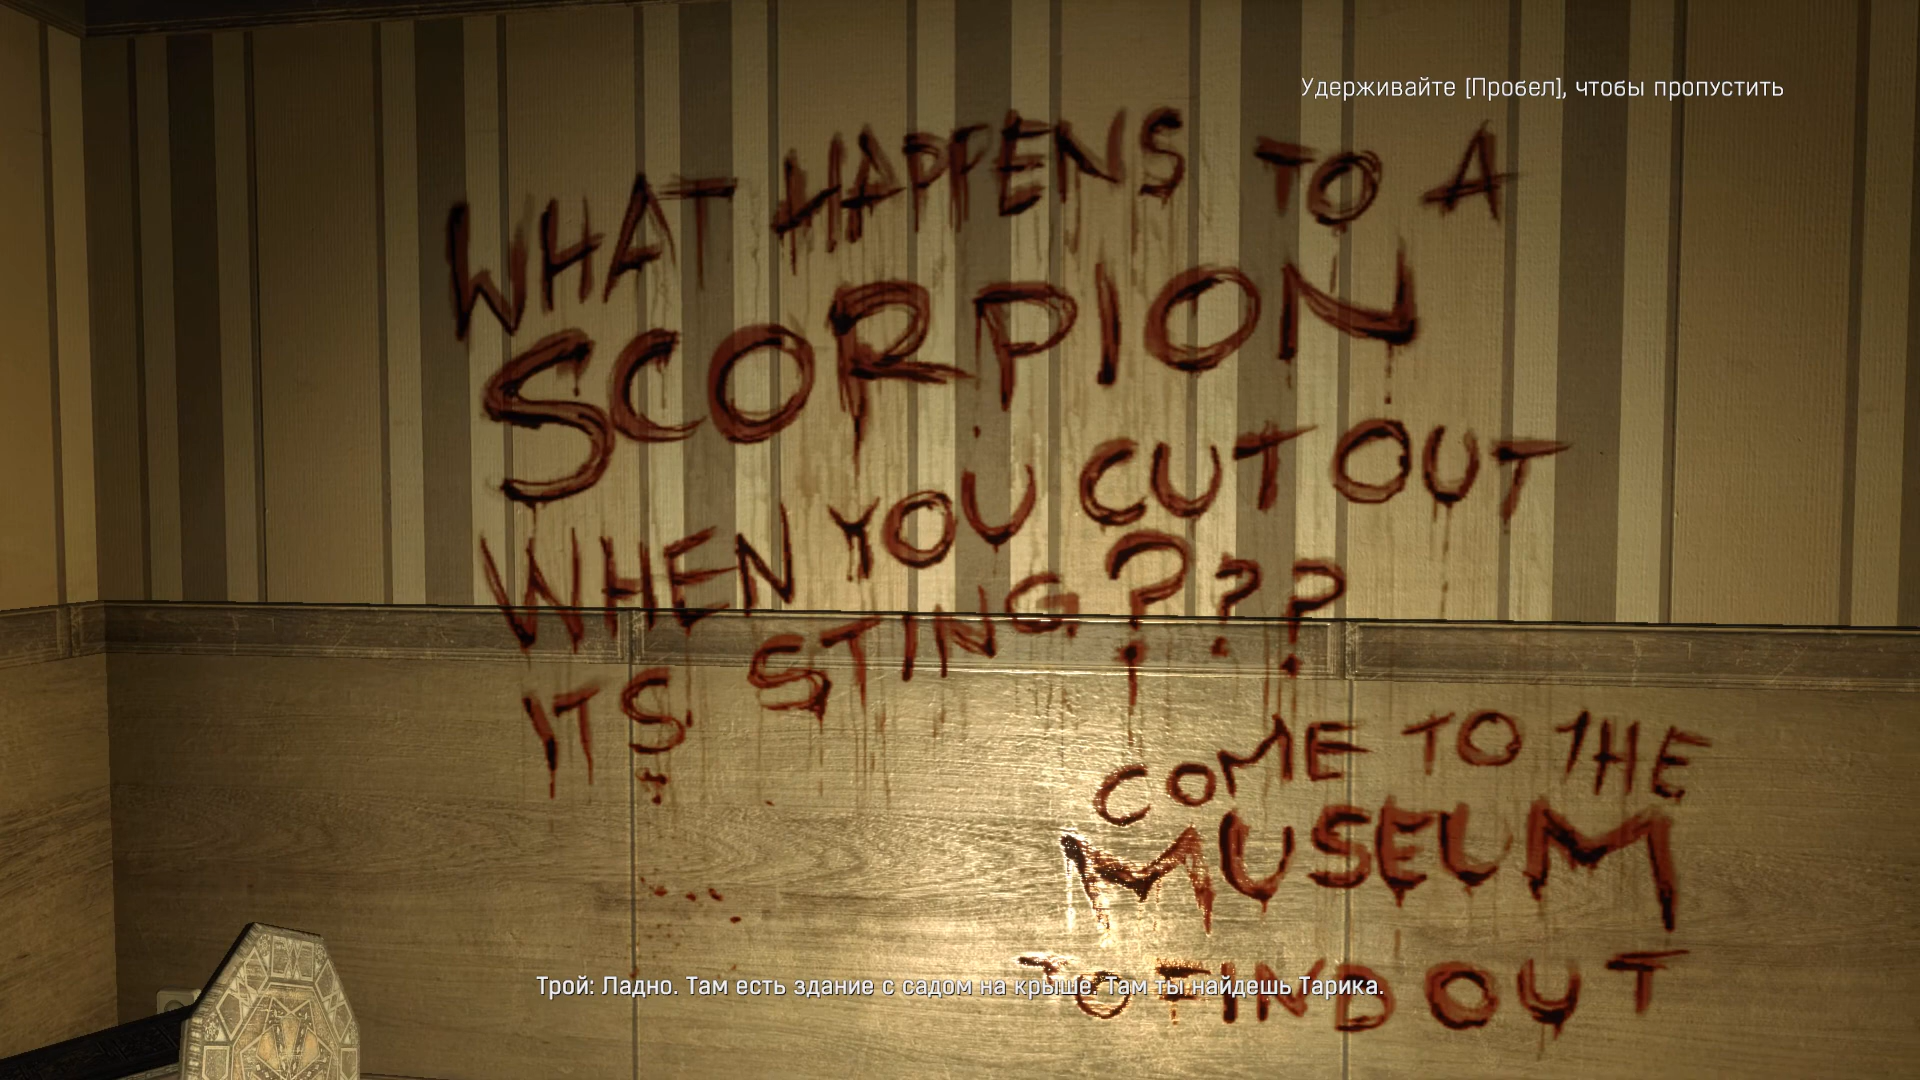 Удерживайте [Пробел], чтобы пропустить
WHAT HAPPENS TO A
SCORPION
WHEN YOU CUT OUT
ITS STING???
COME TO THE
MUSEUM
TO FIND OUT
Трой: Ладно. Там есть здание с садом на крыше. Там ты найдешь Тарика.